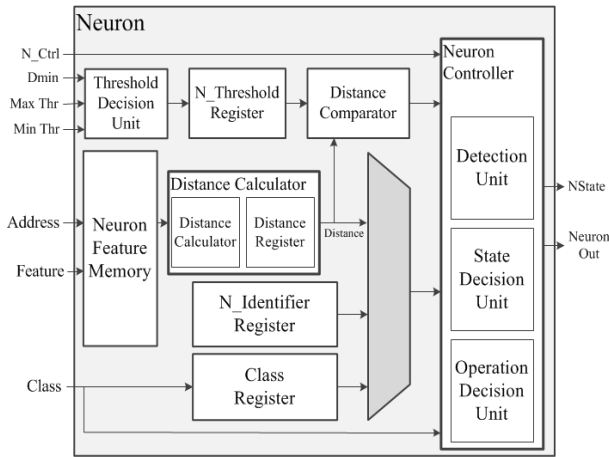 Neuron
N_Ctrl
Dmin
Max Thr
Min Thr
Threshold
Decision
Unit
N_Threshold
Register
Distance
Comparator
Neuron
Controller
Detection
Unit
State
Decision
Unit
Operation
Decision
Unit
Address
Feature
Neuron
Feature
Memory
Distance Calculator
Distance
Calculator
Distance
Register
Distance
N_Identifier
Register
Class
Class
Register
NState
Neuron
Out